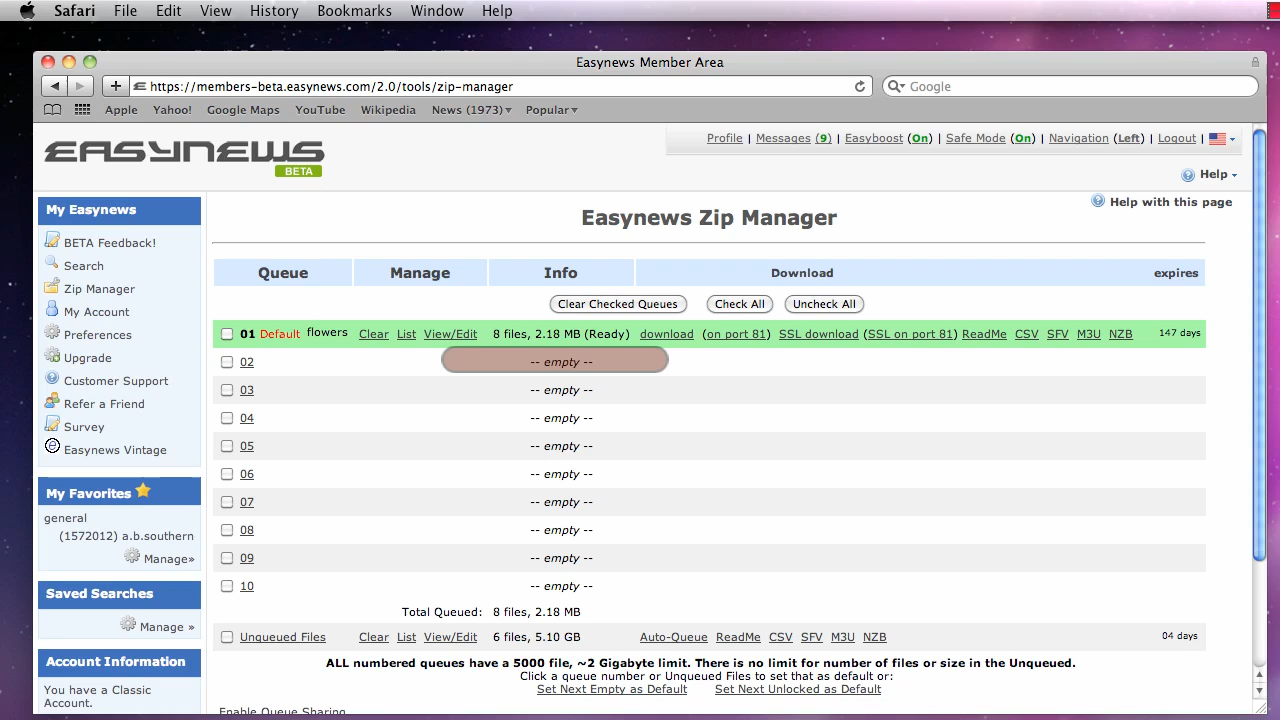 Safari File Edit View History Bookmarks Window Help
Easynews Member Area
https://members-beta.easynews.com/2.0/tools/zip-manager Google
Apple Yahoo! Google Maps YouTube Wikipedia News (1973) Popular
Profile | Messages (9) | Easyboost (On) | Safe Mode (On) | Navigation (Left) | Logout |
EASYNEWS
BETA
Help
Help with this page
My Easynews
BETA Feedback!
Search
Zip Manager
My Account
Preferences
Upgrade
Customer Support
Refer a Friend
Survey
Easynews Vintage
My Favorites
general
(1572012) a.b.southern
Manage»
Saved Searches
Manage »
Account Information
You have a Classic
Account.
Easynews Zip Manager
Queue Manage Info Download expires
Clear Checked Queues Check All Uncheck All
01 Default flowers Clear List View/Edit 8 files, 2.18 MB (Ready) download (on port 81) SSL download (SSL on port 81) ReadMe CSV SFV M3U NZB 147 days
02 -- empty --
03 -- empty --
04 -- empty --
05 -- empty --
06 -- empty --
07 -- empty --
08 -- empty --
09 -- empty --
10 -- empty --
Total Queued: 8 files, 2.18 MB
Unqueued Files Clear List View/Edit 6 files, 5.10 GB Auto-Queue ReadMe CSV SFV M3U NZB 04 days
ALL numbered queues have a 5000 file, ~2 Gigabyte limit. There is no limit for number of files or size in the Unqueued.
Click a queue number or Unqueued Files to set that as default or:
Set Next Empty as Default Set Next Unlocked as Default
Enable Queue Sharing